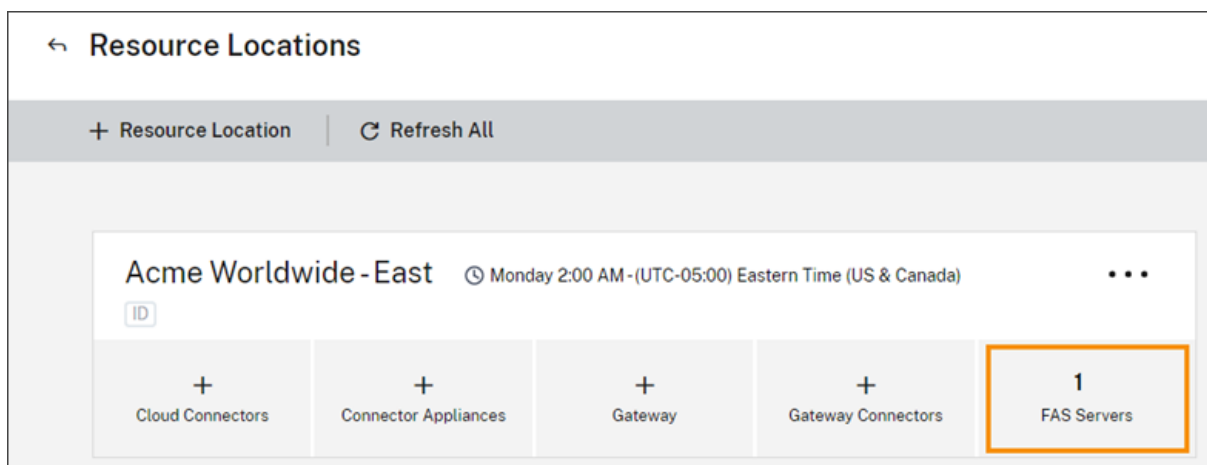 Resource Locations
+ Resource Location Refresh All
Acme Worldwide - East Monday 2:00 AM - (UTC-05:00) Eastern Time (US & Canada)
ID
+ + + + 1
Cloud Connectors Connector Appliances Gateway Gateway Connectors FAS Servers